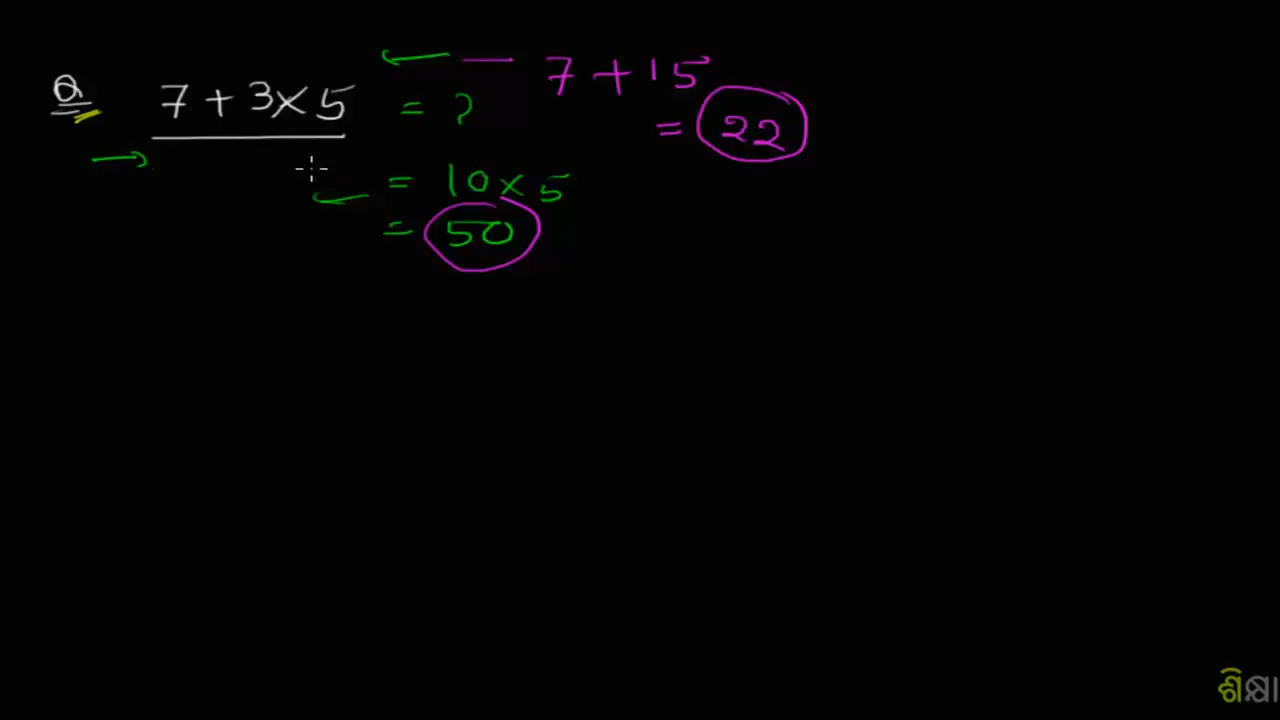 Q 7 + 3 × 5 = ?
= 10 × 5
= 50
7 + 15
= 22
ଶିକ୍ଷା